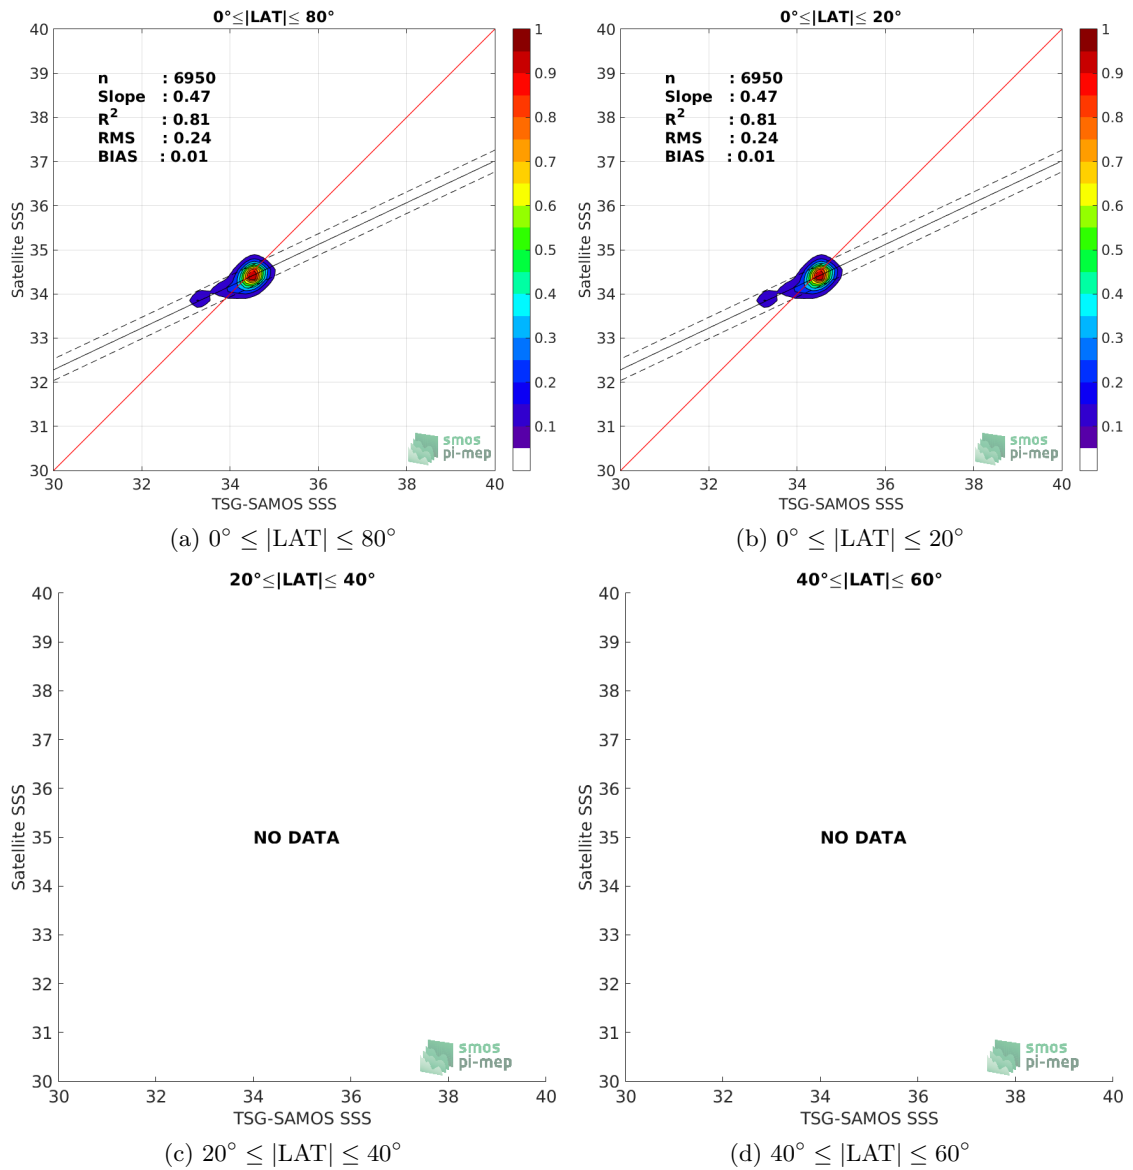 0°≤|LAT|≤ 80°
40
39
38
37
36
35
34
33
32
31
30
Satellite SSS
n : 6950
Slope : 0.47
R² : 0.81
RMS : 0.24
BIAS : 0.01
smos
pi-mep
30 32 34 36 38 40
TSG-SAMOS SSS
1
0.9
0.8
0.7
0.6
0.5
0.4
0.3
0.2
0.1
(a) 0° ≤ |LAT| ≤ 80°
0°≤|LAT|≤ 20°
40
39
38
37
36
35
34
33
32
31
30
Satellite SSS
n : 6950
Slope : 0.47
R² : 0.81
RMS : 0.24
BIAS : 0.01
smos
pi-mep
30 32 34 36 38 40
TSG-SAMOS SSS
1
0.9
0.8
0.7
0.6
0.5
0.4
0.3
0.2
0.1
(b) 0° ≤ |LAT| ≤ 20°
20°≤|LAT|≤ 40°
40
39
38
37
36
35
34
33
32
31
30
Satellite SSS
NO DATA
smos
pi-mep
30 32 34 36 38 40
TSG-SAMOS SSS
(c) 20° ≤ |LAT| ≤ 40°
40°≤|LAT|≤ 60°
40
39
38
37
36
35
34
33
32
31
30
Satellite SSS
NO DATA
smos
pi-mep
30 32 34 36 38 40
TSG-SAMOS SSS
(d) 40° ≤ |LAT| ≤ 60°